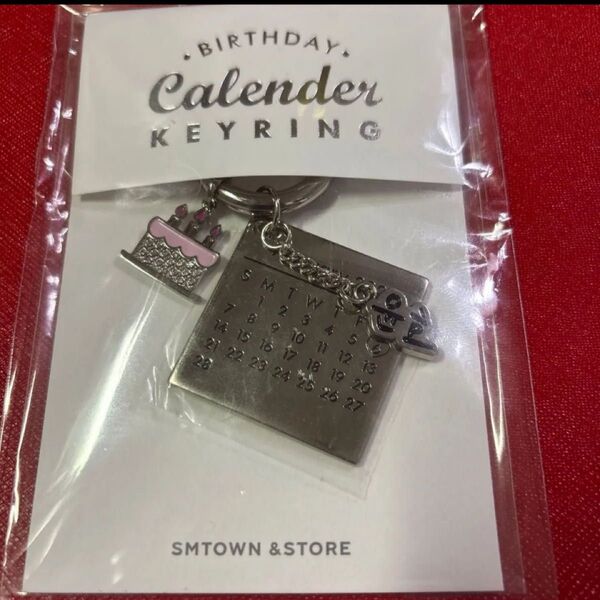 • BIRTHDAY •
Calender
KEYRING
S M T W T F
1 2 3 4 5 6
7 8 9 10 11 12 13
14 15 16 17 18 19 20
21 22 23 24 25 26 27
28
SMTOWN &STORE